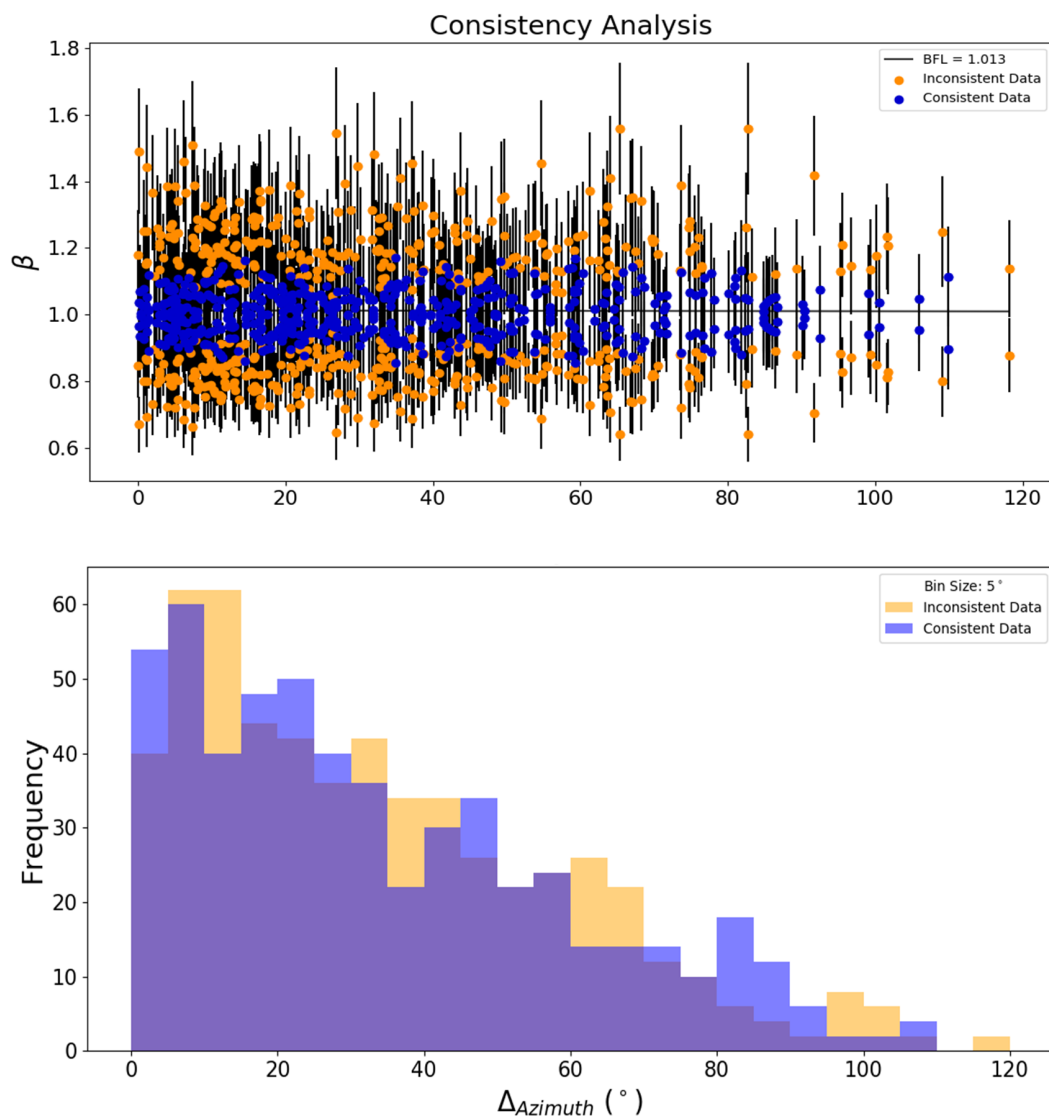 Consistency Analysis
BFL = 1.013
Inconsistent Data
Consistent Data
β
1.8
1.6
1.4
1.2
1.0
0.8
0.6
0 20 40 60 80 100 120
Bin Size: 5°
Inconsistent Data
Consistent Data
Frequency
60
50
40
30
20
10
0
0 20 40 60 80 100 120
Δ_Azimuth (°)